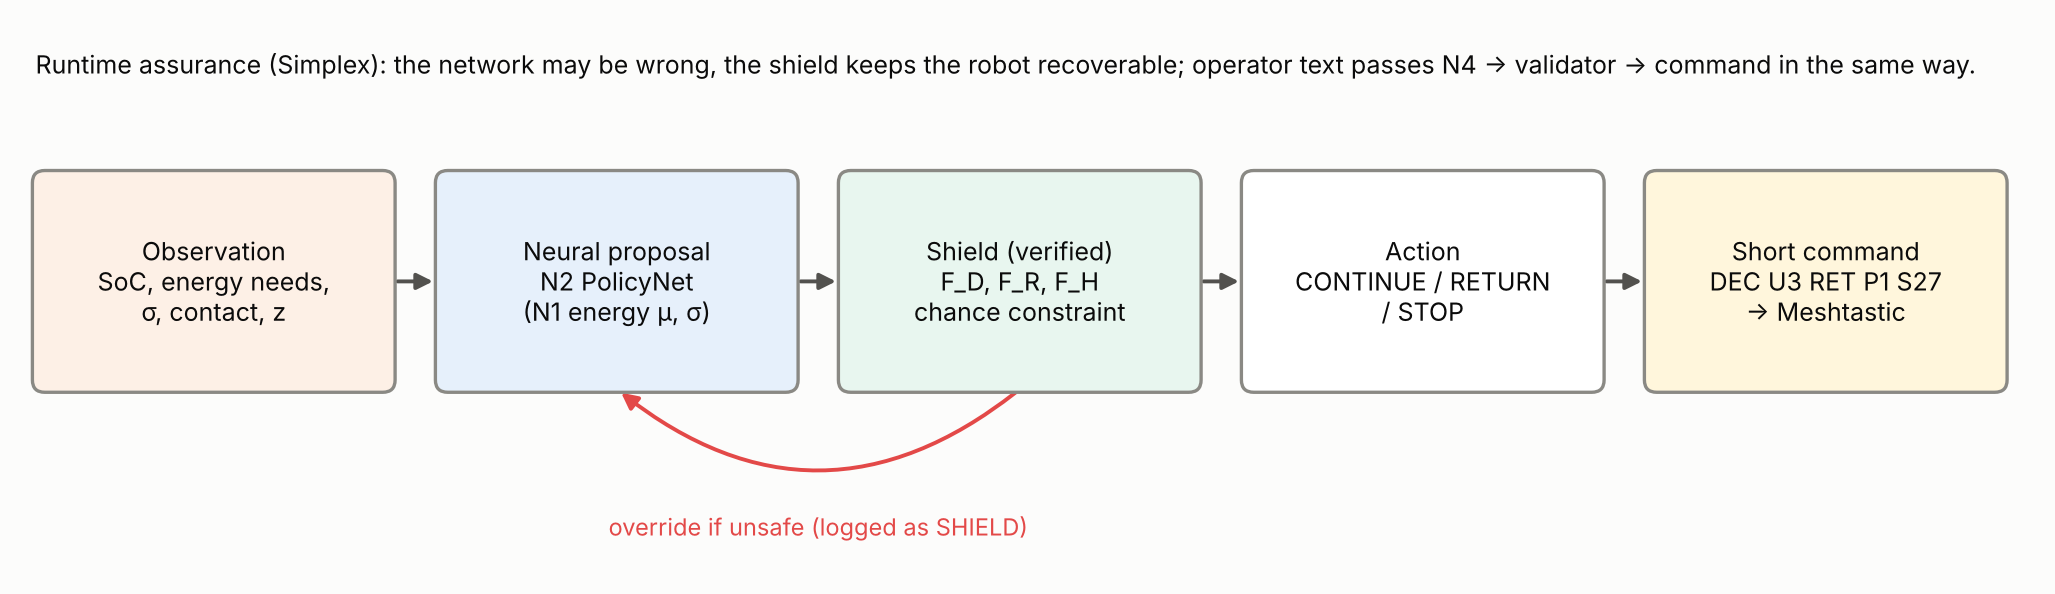 Runtime assurance (Simplex): the network may be wrong, the shield keeps the robot recoverable; operator text passes N4 → validator → command in the same way.
Observation
SoC, energy needs,
σ, contact, z
Neural proposal
N2 PolicyNet
(N1 energy μ, σ)
Shield (verified)
F_D, F_R, F_H
chance constraint
Action
CONTINUE / RETURN
/ STOP
Short command
DEC U3 RET P1 S27
→ Meshtastic
override if unsafe (logged as SHIELD)